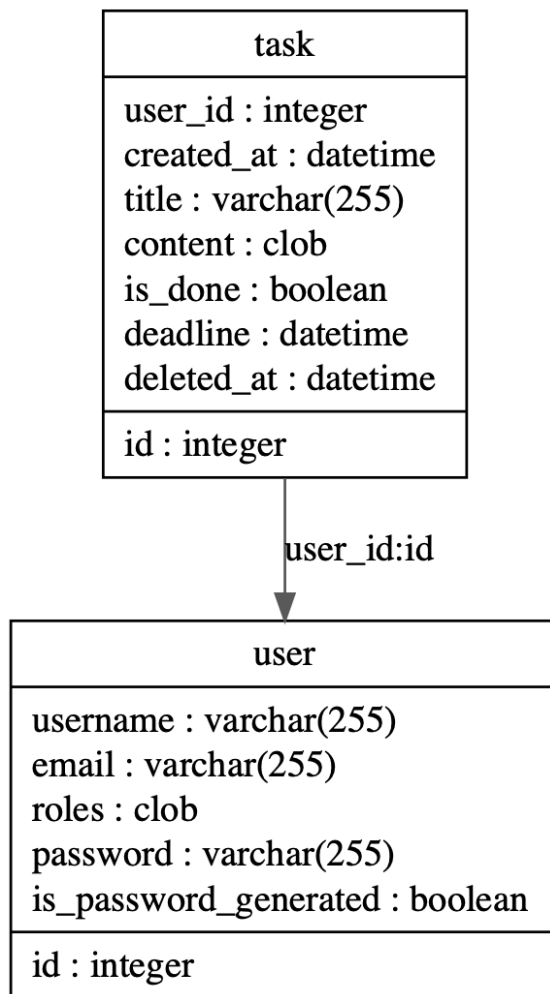 task
user_id : integer
created_at : datetime
title : varchar(255)
content : clob
is_done : boolean
deadline : datetime
deleted_at : datetime
id : integer
user_id:id
user
username : varchar(255)
email : varchar(255)
roles : clob
password : varchar(255)
is_password_generated : boolean
id : integer